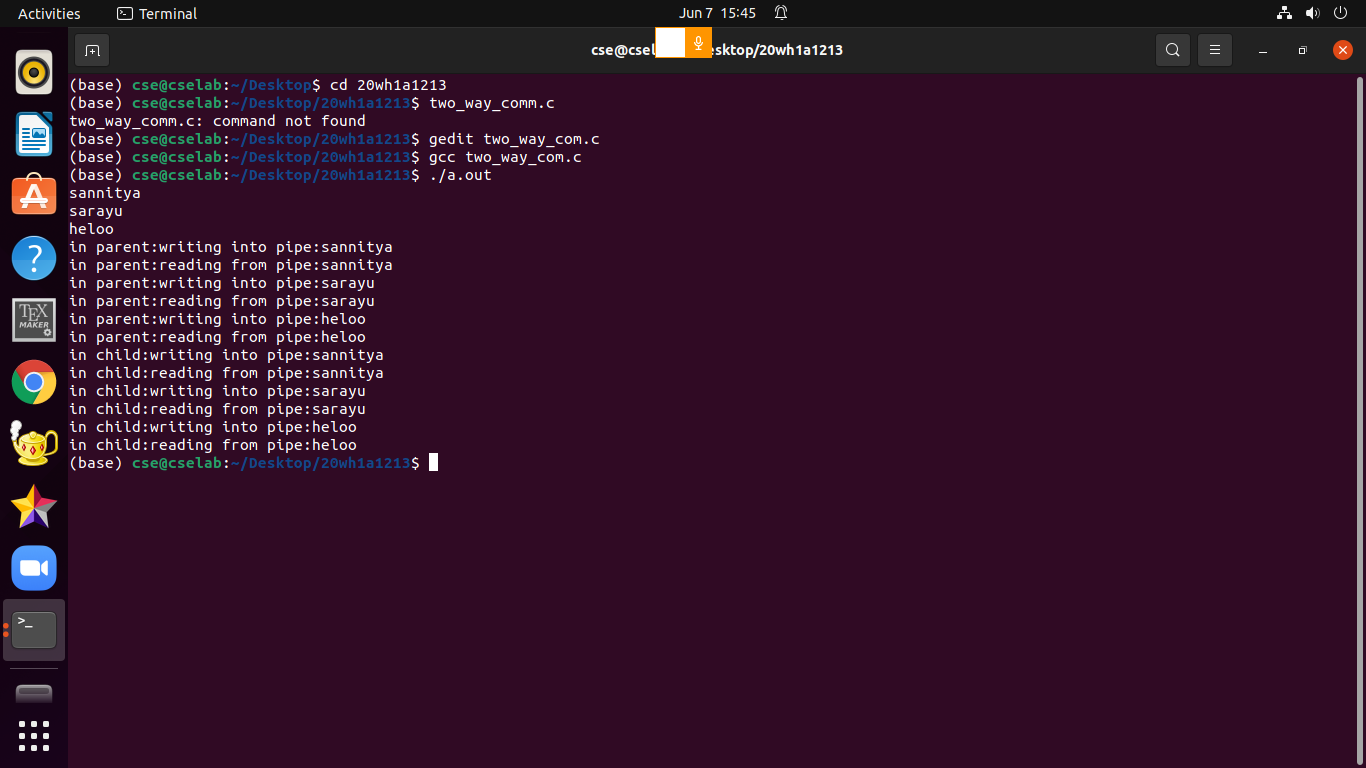 Activities
Terminal
Jun 7 15:45
cse@csel
esktop/20wh1a1213
(base) cse@cselab:~/Desktop$ cd 20wh1a1213
(base) cse@cselab:~/Desktop/20wh1a1213$ two_way_comm.c
two_way_comm.c: command not found
(base) cse@cselab:~/Desktop/20wh1a1213$ gedit two_way_com.c
(base) cse@cselab:~/Desktop/20wh1a1213$ gcc two_way_com.c
(base) cse@cselab:~/Desktop/20wh1a1213$ ./a.out
sannitya
sarayu
heloo
in parent:writing into pipe:sannitya
in parent:reading from pipe:sannitya
in parent:writing into pipe:sarayu
in parent:reading from pipe:sarayu
in parent:writing into pipe:heloo
in parent:reading from pipe:heloo
in child:writing into pipe:sannitya
in child:reading from pipe:sannitya
in child:writing into pipe:sarayu
in child:reading from pipe:sarayu
in child:writing into pipe:heloo
in child:reading from pipe:heloo
(base) cse@cselab:~/Desktop/20wh1a1213$
?
TEX
MAKER
>_